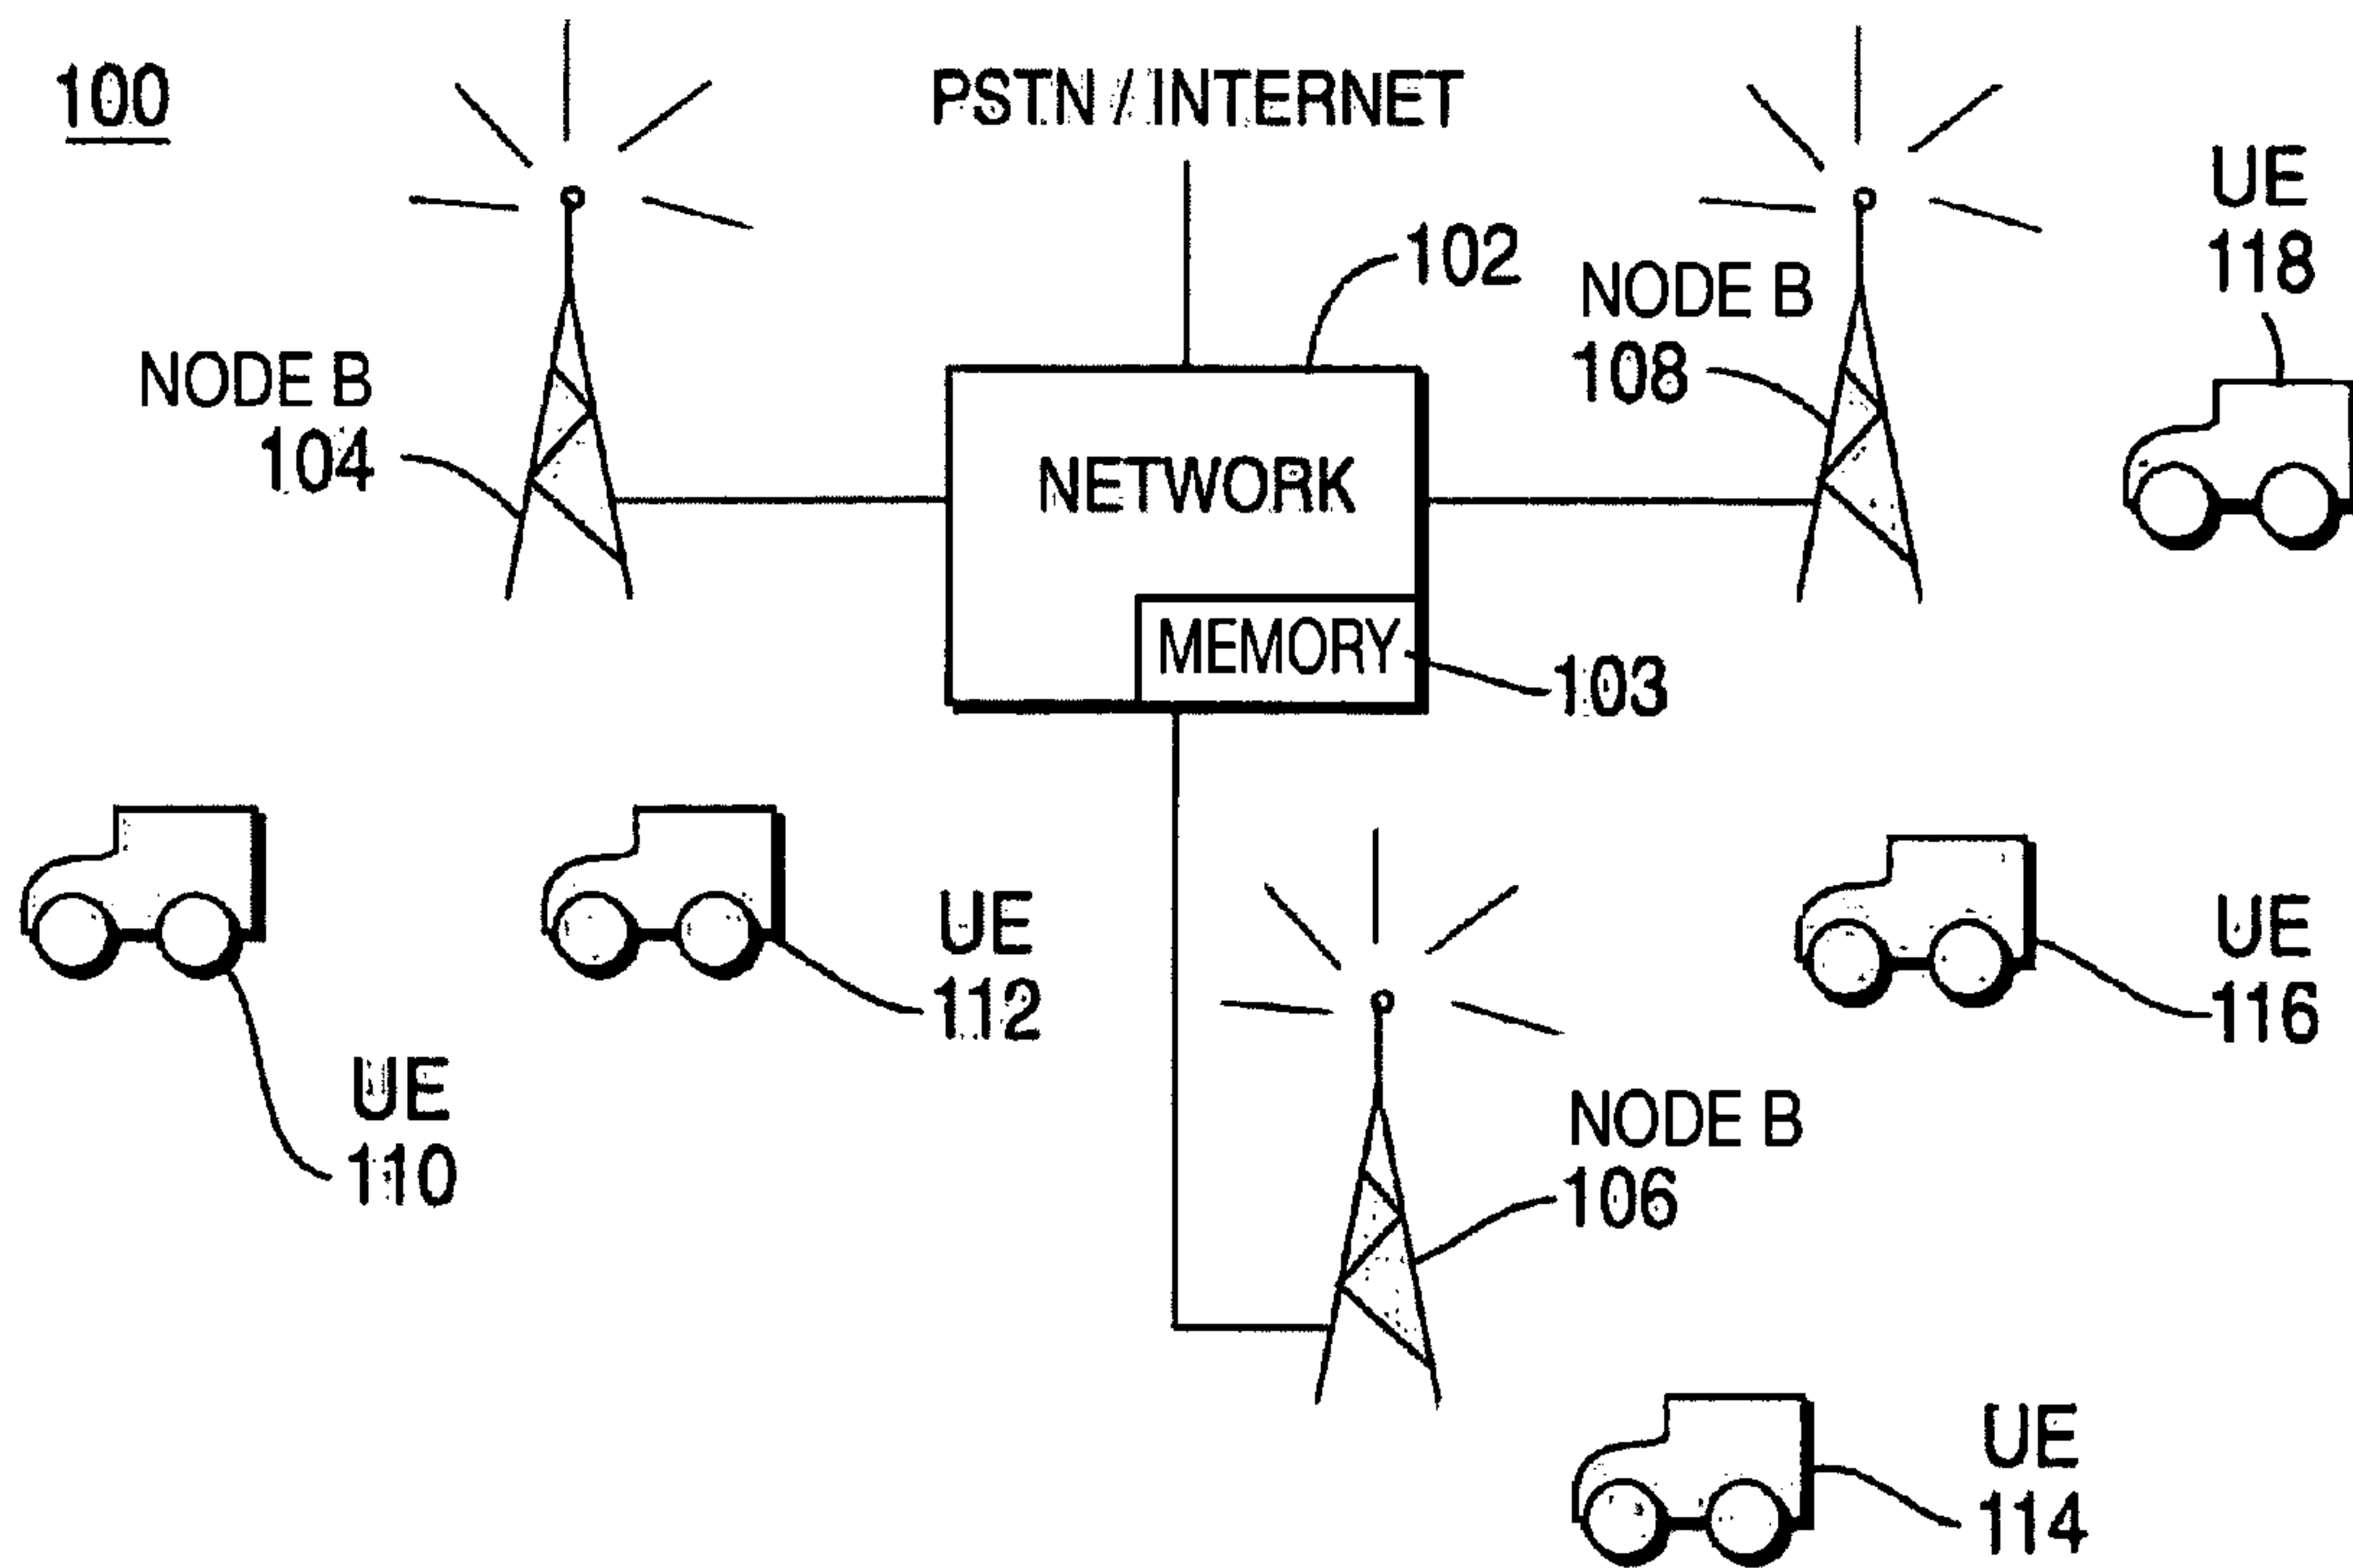 100
PSTN / INTERNET
UE
118
102
NODE B
108
NODE B
104
NETWORK
MEMORY
103
UE
112
UE
116
UE
110
NODE B
106
UE
114